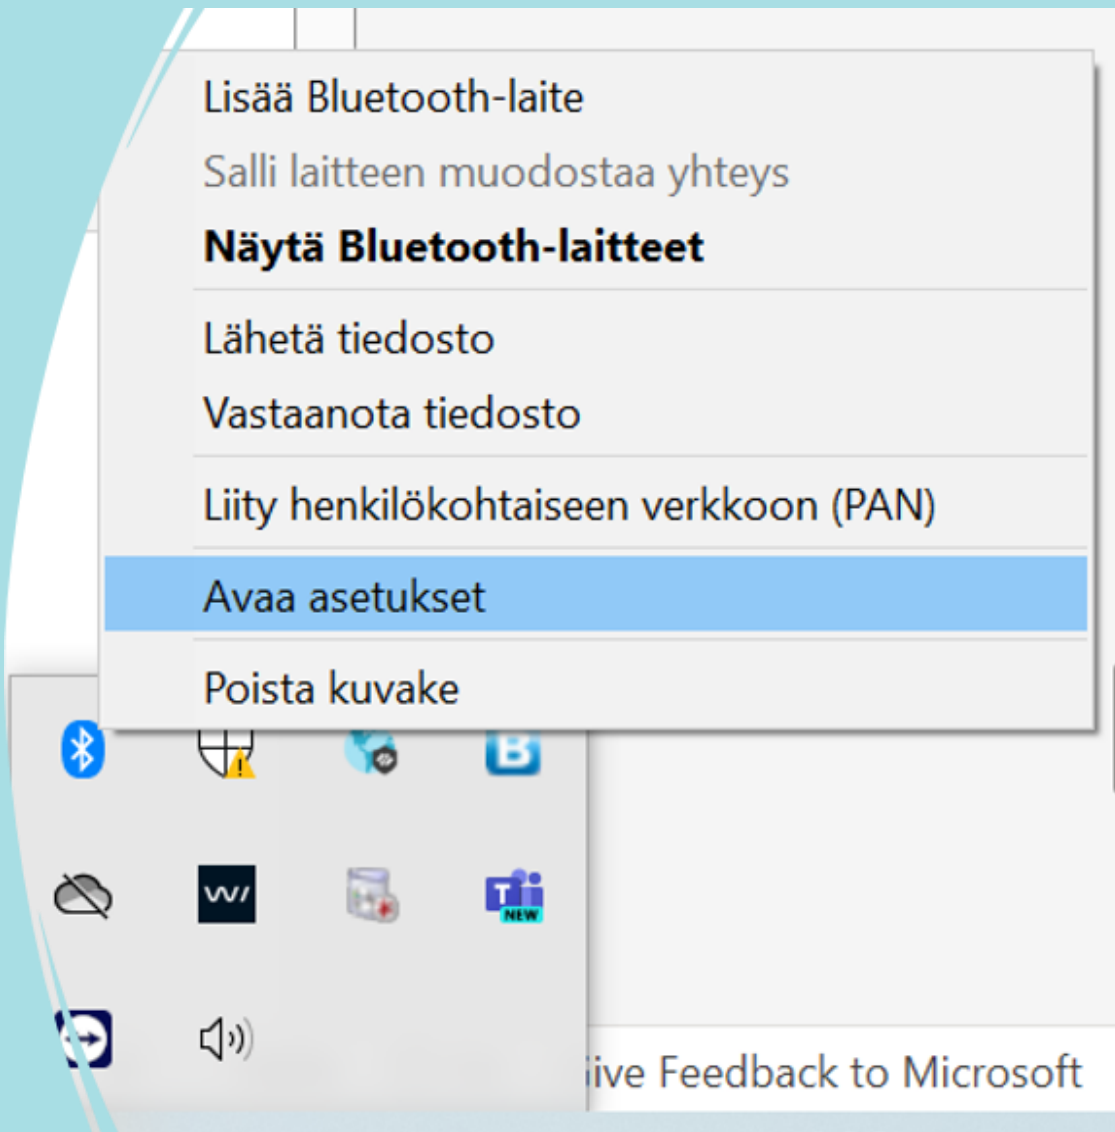 Lisää Bluetooth-laite
Salli laitteen muodostaa yhteys
Näytä Bluetooth-laitteet
Lähetä tiedosto
Vastaanota tiedosto
Liity henkilökohtaiseen verkkoon (PAN)
Avaa asetukset
Poista kuvake
B
W/
T
NEW
ive Feedback to Microsoft